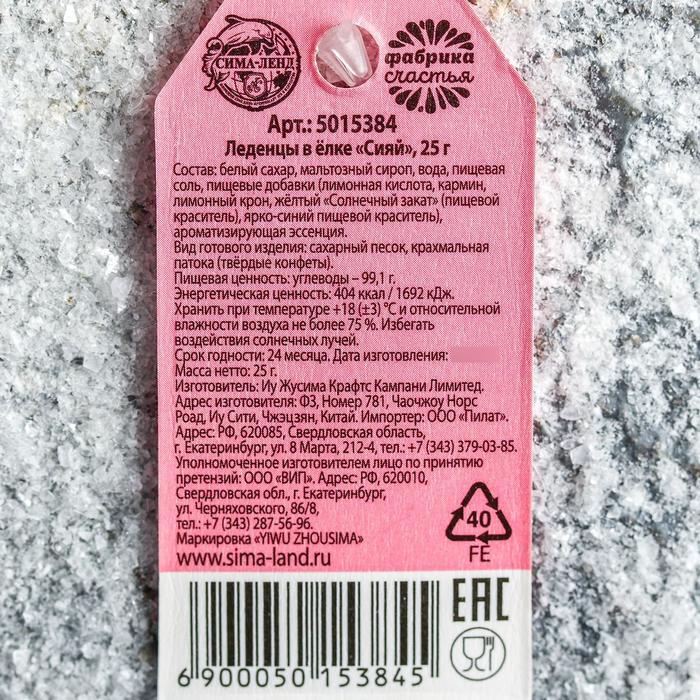 СИМА-ЛЕНД
фабрика
счастья
Арт.: 5015384
Леденцы в ёлке «Сияй», 25 г
Состав: белый сахар, мальтозный сироп, вода, пищевая
соль, пищевые добавки (лимонная кислота, кармин,
лимонный крон, жёлтый «Солнечный закат» (пищевой
краситель), ярко-синий пищевой краситель),
ароматизирующая эссенция.
Вид готового изделия: сахарный песок, крахмальная
патока (твёрдые конфеты).
Пищевая ценность: углеводы – 99,1 г.
Энергетическая ценность: 404 ккал / 1692 кДж.
Хранить при температуре +18 (±3) °С и относительной
влажности воздуха не более 75 %. Избегать
воздействия солнечных лучей.
Срок годности: 24 месяца. Дата изготовления:
Масса нетто: 25 г.
Изготовитель: Иу Жусима Крафтс Кампани Лимитед.
Адрес изготовителя: Ф3, Номер 781, Чаочжоу Норс
Роад, Иу Сити, Чжэцзян, Китай. Импортер: ООО «Пилат».
Адрес: РФ, 620085, Свердловская область,
г. Екатеринбург, ул. 8 Марта, 212-4, тел.: +7 (343) 379-03-85.
Уполномоченное изготовителем лицо по принятию
претензий: ООО «ВИП». Адрес: РФ, 620010,
Свердловская обл., г. Екатеринбург,
ул. Черняховского, 86/8,
тел.: +7 (343) 287-56-96.
Маркировка «YIWU ZHOUSIMA»
www.sima-land.ru
40
FE
EAC
6 900050 153845